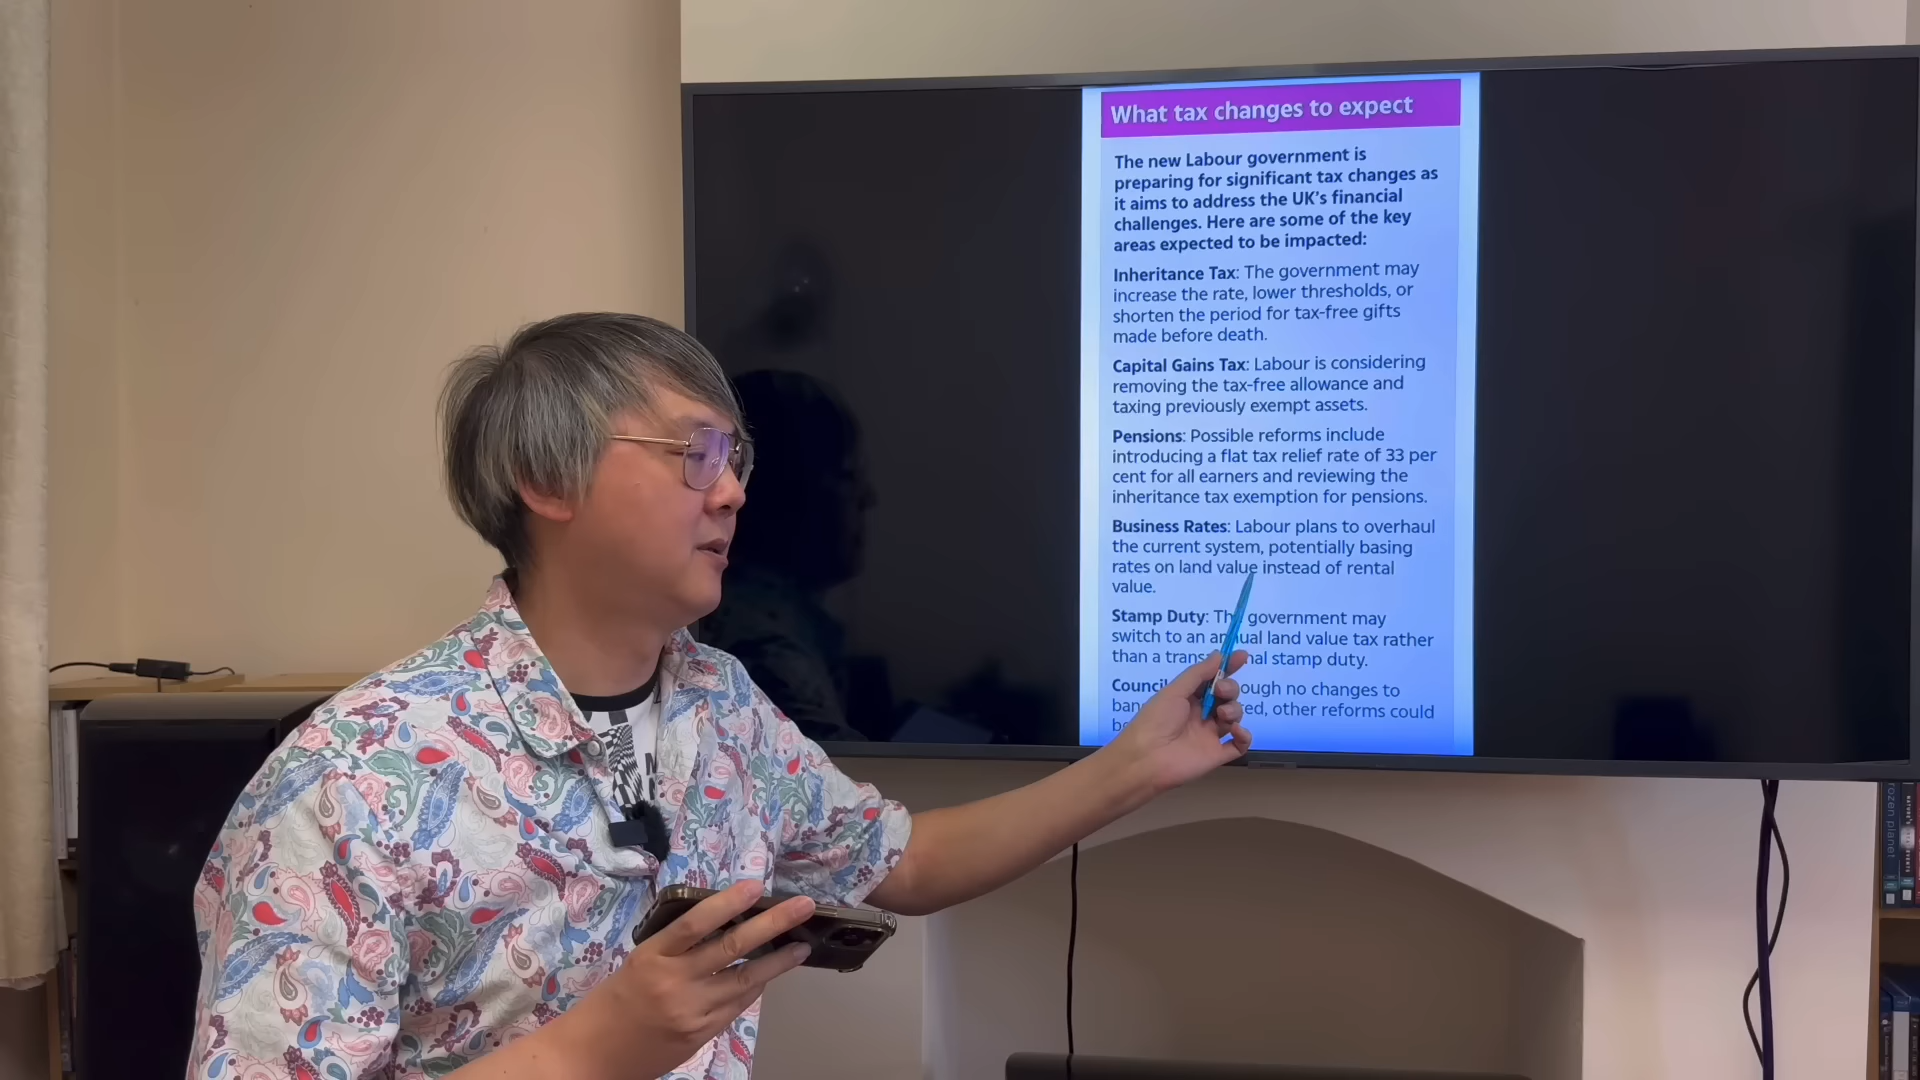 What tax changes to expect
The new Labour government is
preparing for significant tax changes as
it aims to address the UK's financial
challenges. Here are some of the key
areas expected to be impacted:
Inheritance Tax: The government may
increase the rate, lower thresholds, or
shorten the period for tax-free gifts
made before death.
Capital Gains Tax: Labour is considering
removing the tax-free allowance and
taxing previously exempt assets.
Pensions: Possible reforms include
introducing a flat tax relief rate of 33 per
cent for all earners and reviewing the
inheritance tax exemption for pensions.
Business Rates: Labour plans to overhaul
the current system, potentially basing
rates on land value instead of rental
value.
Stamp Duty: The government may
switch to an annual land value tax rather
than a stamp duty.
Council no changes to
other reforms could
be
rozen planet